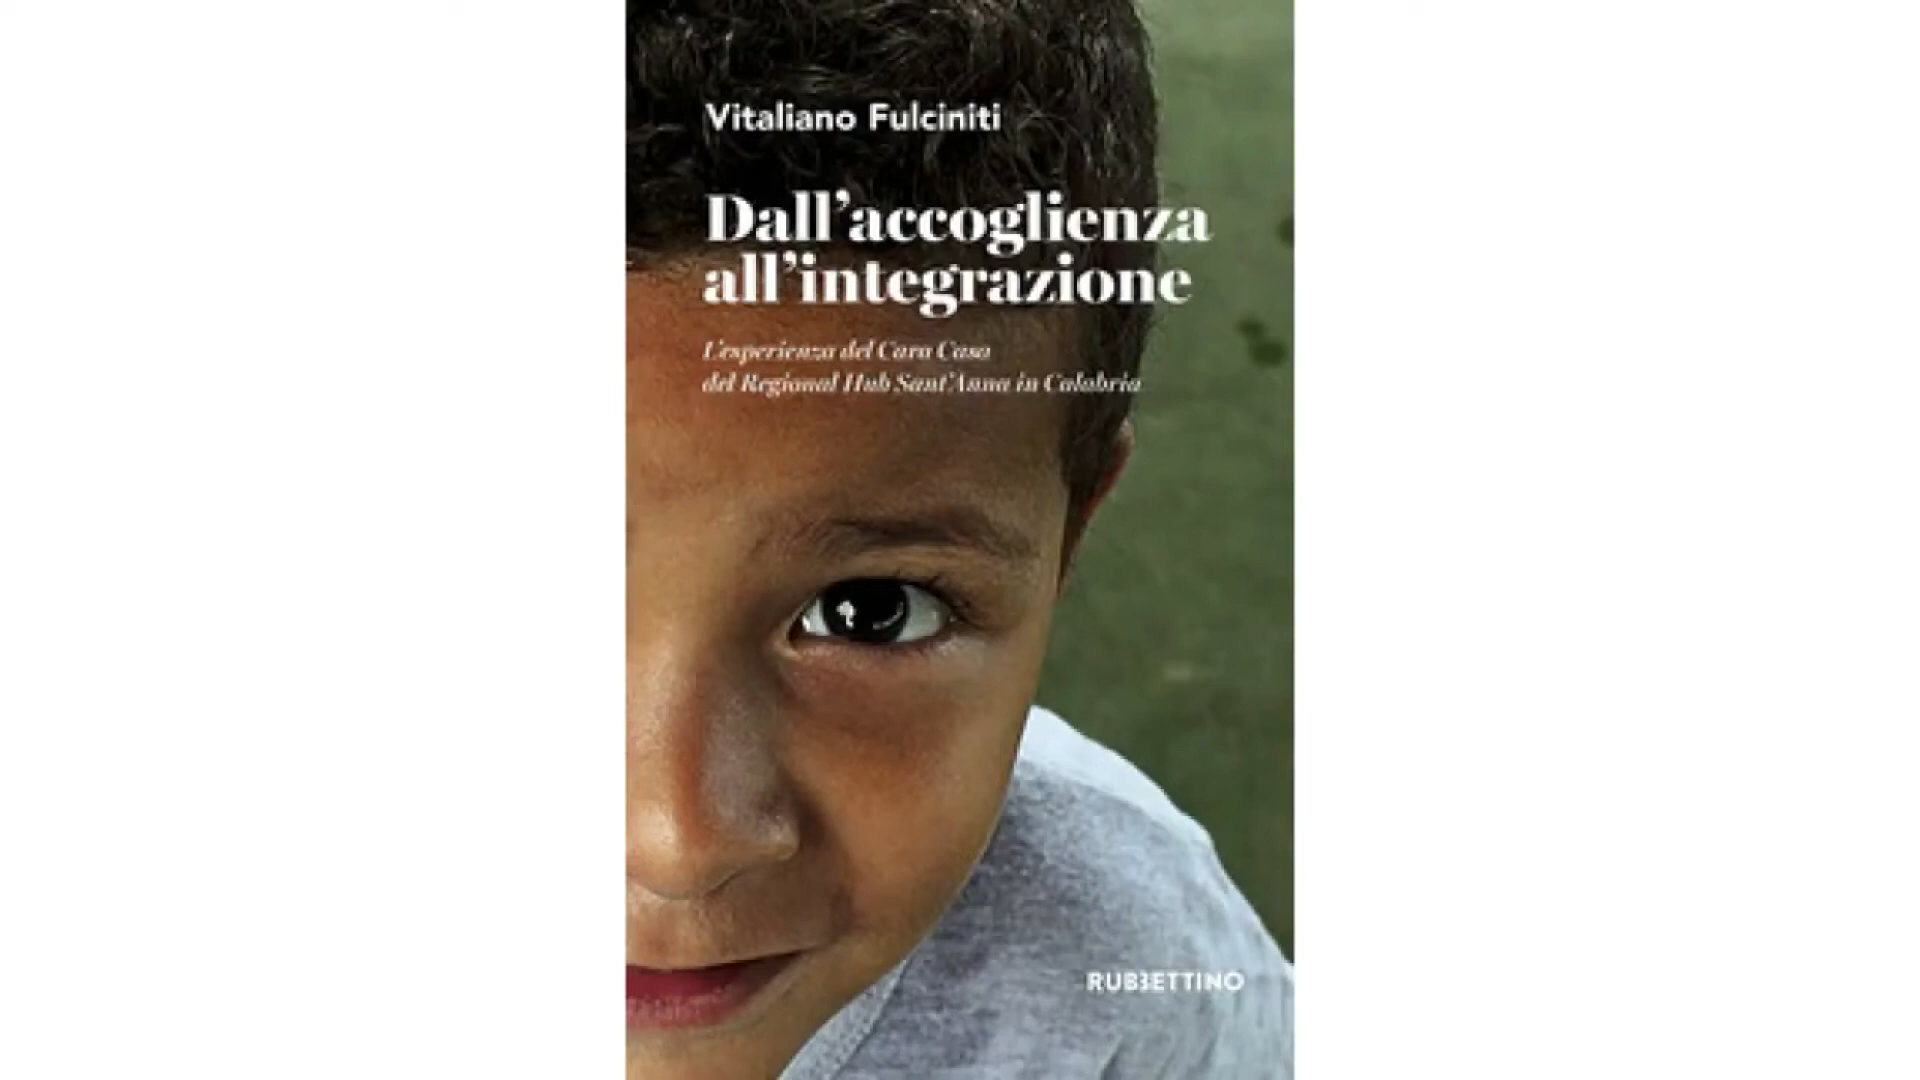 Vitaliano Fulciniti
Dall'accoglienza
all'integrazione
L'esperienza del Cara Casa
del Regional Hub Sant'Anna in Calabria
RUBBETTINO